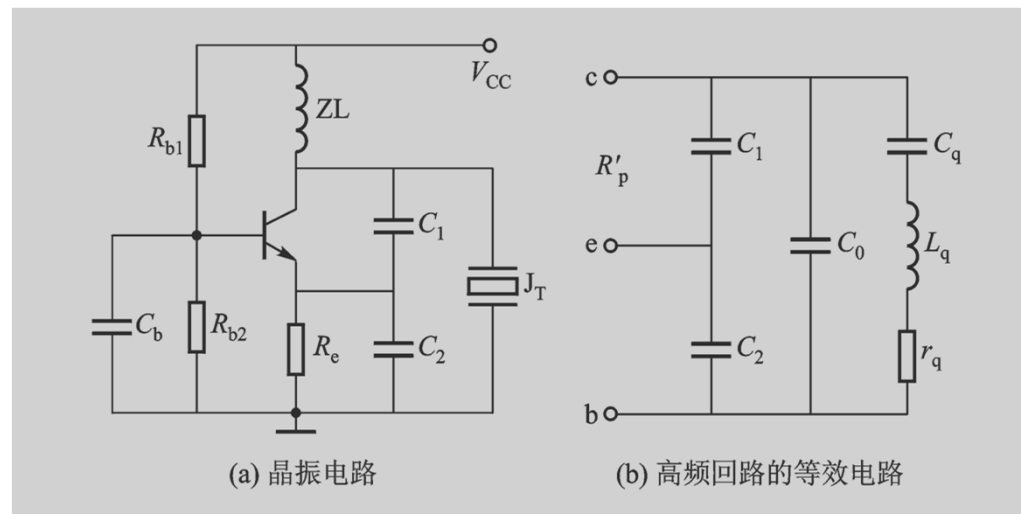 V_CC
ZL
R_b1
C_1
J_T
C_b
R_b2
R_e
C_2
(a) 晶振电路
c
C_1
C_q
R'_p
e
C_0
L_q
C_2
r_q
b
(b) 高频回路的等效电路